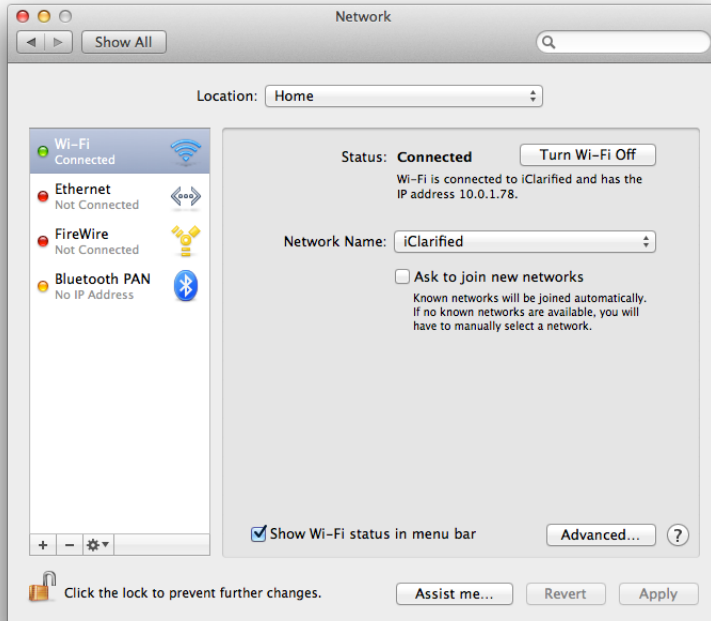 Network
Show All
Location: Home
Wi-Fi
Connected
Ethernet
Not Connected
FireWire
Not Connected
Bluetooth PAN
No IP Address
Status: Connected
Turn Wi-Fi Off
Wi-Fi is connected to iClarified and has the
IP address 10.0.1.78.
Network Name: iClarified
Ask to join new networks
Known networks will be joined automatically.
If no known networks are available, you will
have to manually select a network.
Show Wi-Fi status in menu bar
Advanced...
?
Click the lock to prevent further changes.
Assist me...
Revert
Apply